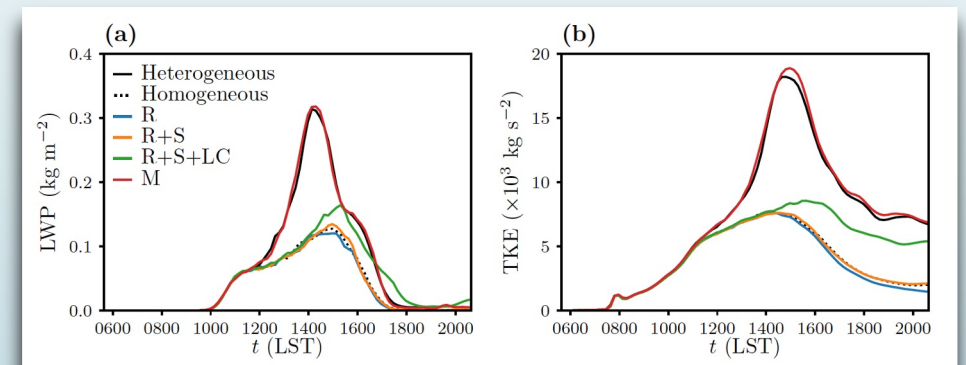 (a)
LWP (kg m⁻²)
0.4
0.3
0.2
0.1
0.0
Heterogeneous
Homogeneous
R
R+S
R+S+LC
M
0600 0800 1000 1200 1400 1600 1800 2000
t (LST)
(b)
TKE (×10³ kg s⁻²)
20
15
10
5
0
0600 0800 1000 1200 1400 1600 1800 2000
t (LST)